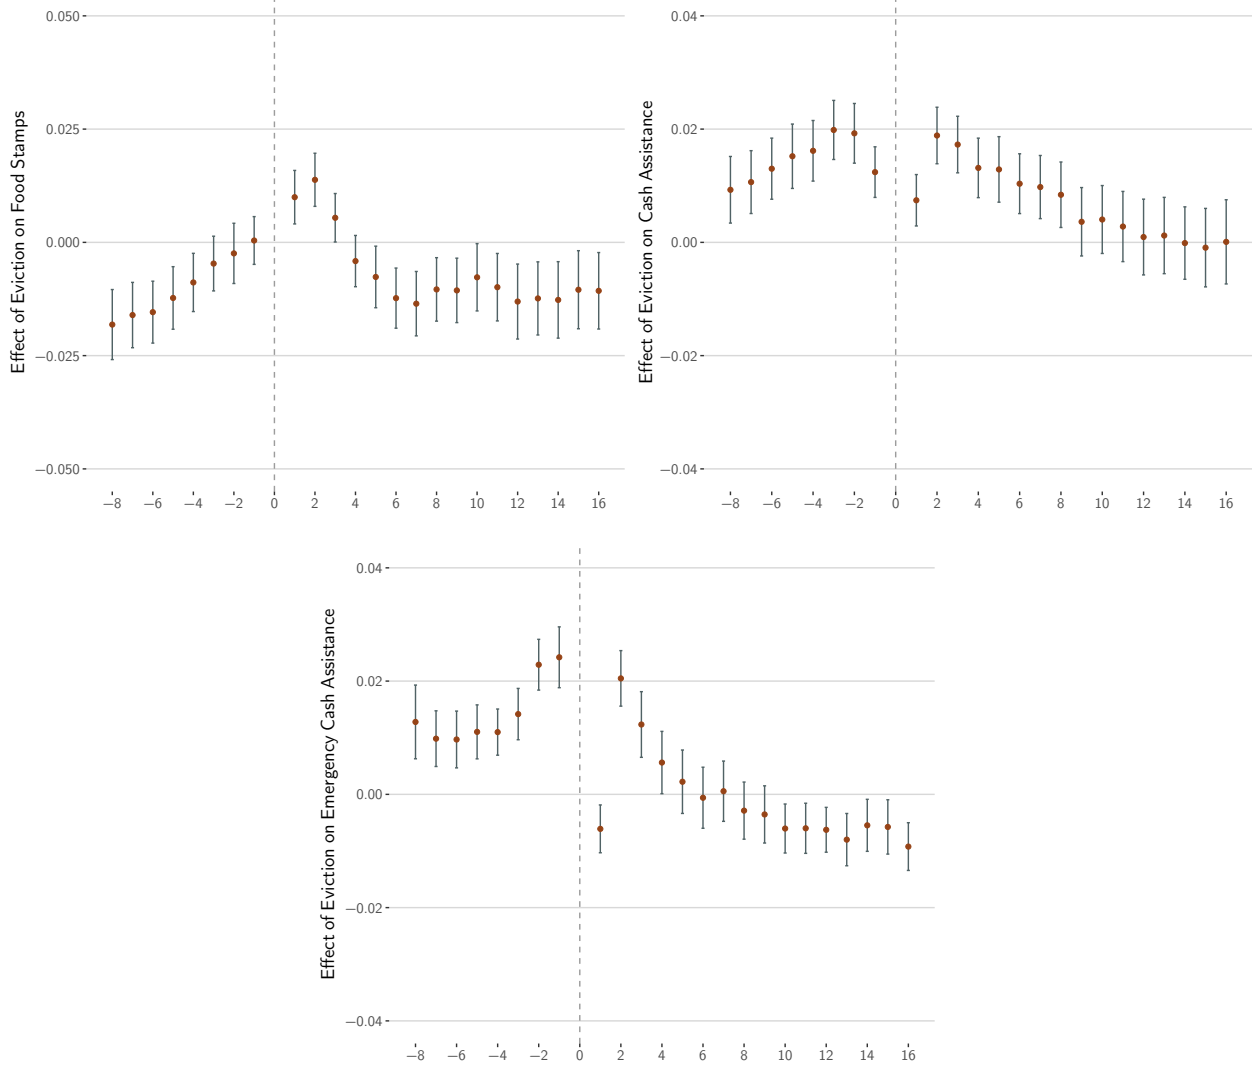 Effect of Eviction on Food Stamps
0.050
0.025
0.000
−0.025
−0.050
−8 −6 −4 −2 0 2 4 6 8 10 12 14 16
Effect of Eviction on Cash Assistance
0.04
0.02
0.00
−0.02
−0.04
−8 −6 −4 −2 0 2 4 6 8 10 12 14 16
Effect of Eviction on Emergency Cash Assistance
0.04
0.02
0.00
−0.02
−0.04
−8 −6 −4 −2 0 2 4 6 8 10 12 14 16